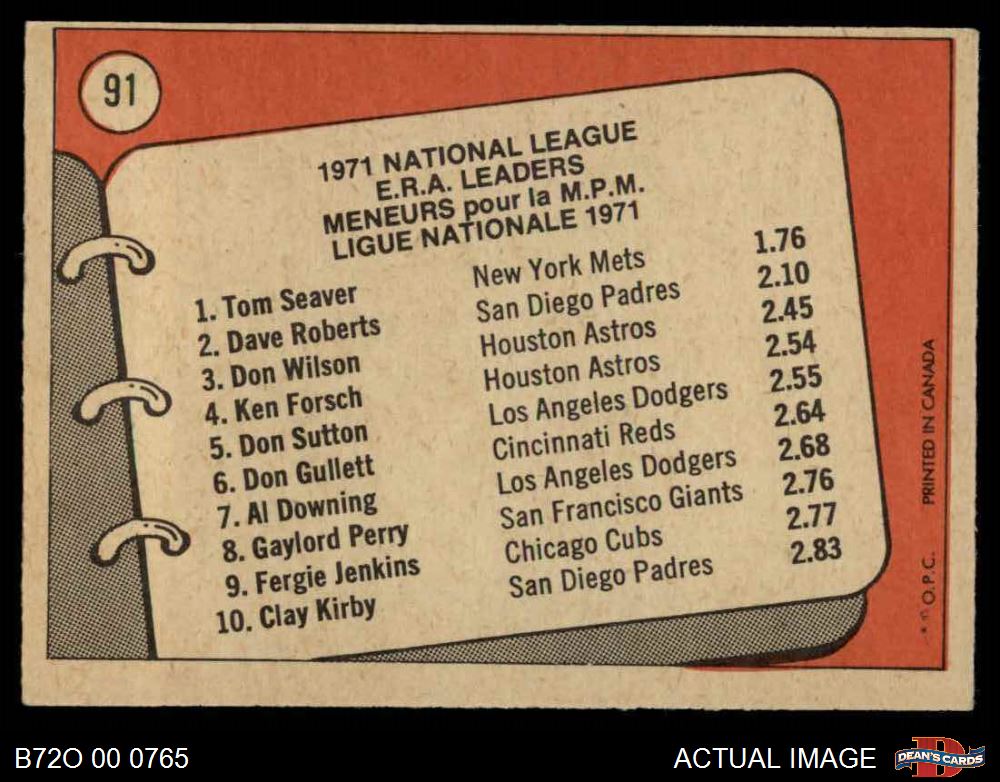 91
1971 NATIONAL LEAGUE
E.R.A. LEADERS
MENEURS pour la M.P.M.
LIGUE NATIONALE 1971
1. Tom Seaver New York Mets 1.76
2. Dave Roberts San Diego Padres 2.10
3. Don Wilson Houston Astros 2.45
4. Ken Forsch Houston Astros 2.54
5. Don Sutton Los Angeles Dodgers 2.55
6. Don Gullett Cincinnati Reds 2.64
7. Al Downing Los Angeles Dodgers 2.68
8. Gaylord Perry San Francisco Giants 2.76
9. Fergie Jenkins Chicago Cubs 2.77
10. Clay Kirby San Diego Padres 2.83
* © O.P.C. PRINTED IN CANADA
B72O 00 0765
ACTUAL IMAGE
DEAN'S CARDS